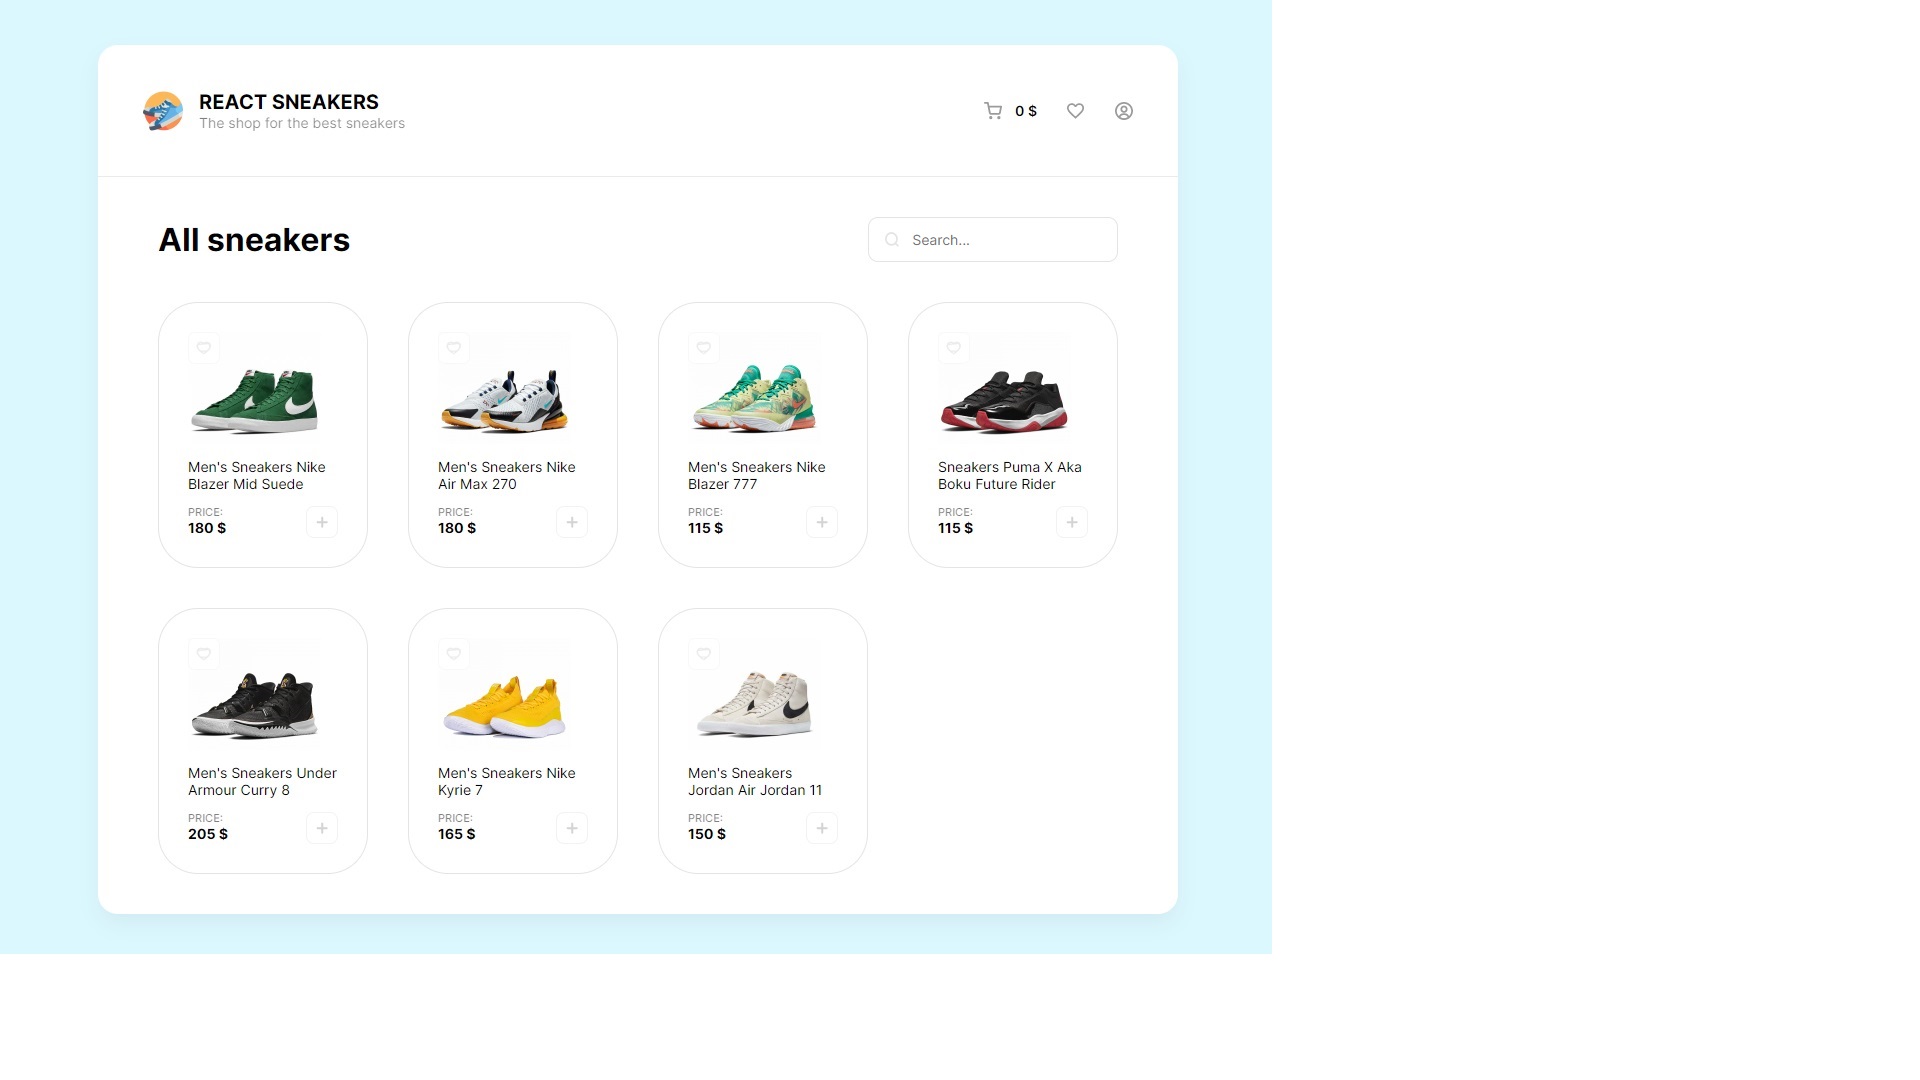 REACT SNEAKERS
The shop for the best sneakers
0 $
All sneakers
Search...
Men's Sneakers Nike
Blazer Mid Suede
PRICE:
180 $
Men's Sneakers Nike
Air Max 270
PRICE:
180 $
Men's Sneakers Nike
Blazer 777
PRICE:
115 $
Sneakers Puma X Aka
Boku Future Rider
PRICE:
115 $
Men's Sneakers Under
Armour Curry 8
PRICE:
205 $
Men's Sneakers Nike
Kyrie 7
PRICE:
165 $
Men's Sneakers
Jordan Air Jordan 11
PRICE:
150 $